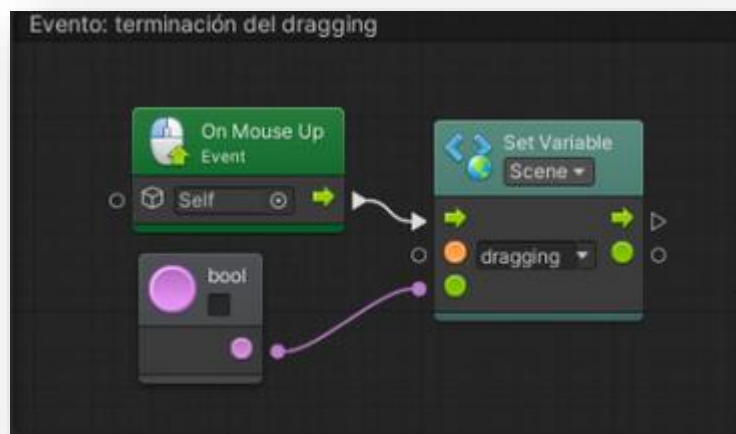 Evento: terminación del dragging
On Mouse Up
Event
Self
Set Variable
Scene
dragging
bool